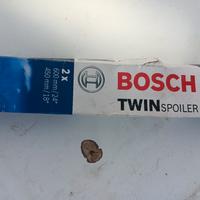 2x
600 mm/24"
450 mm/18"
BOSCH
TWINSPOILER